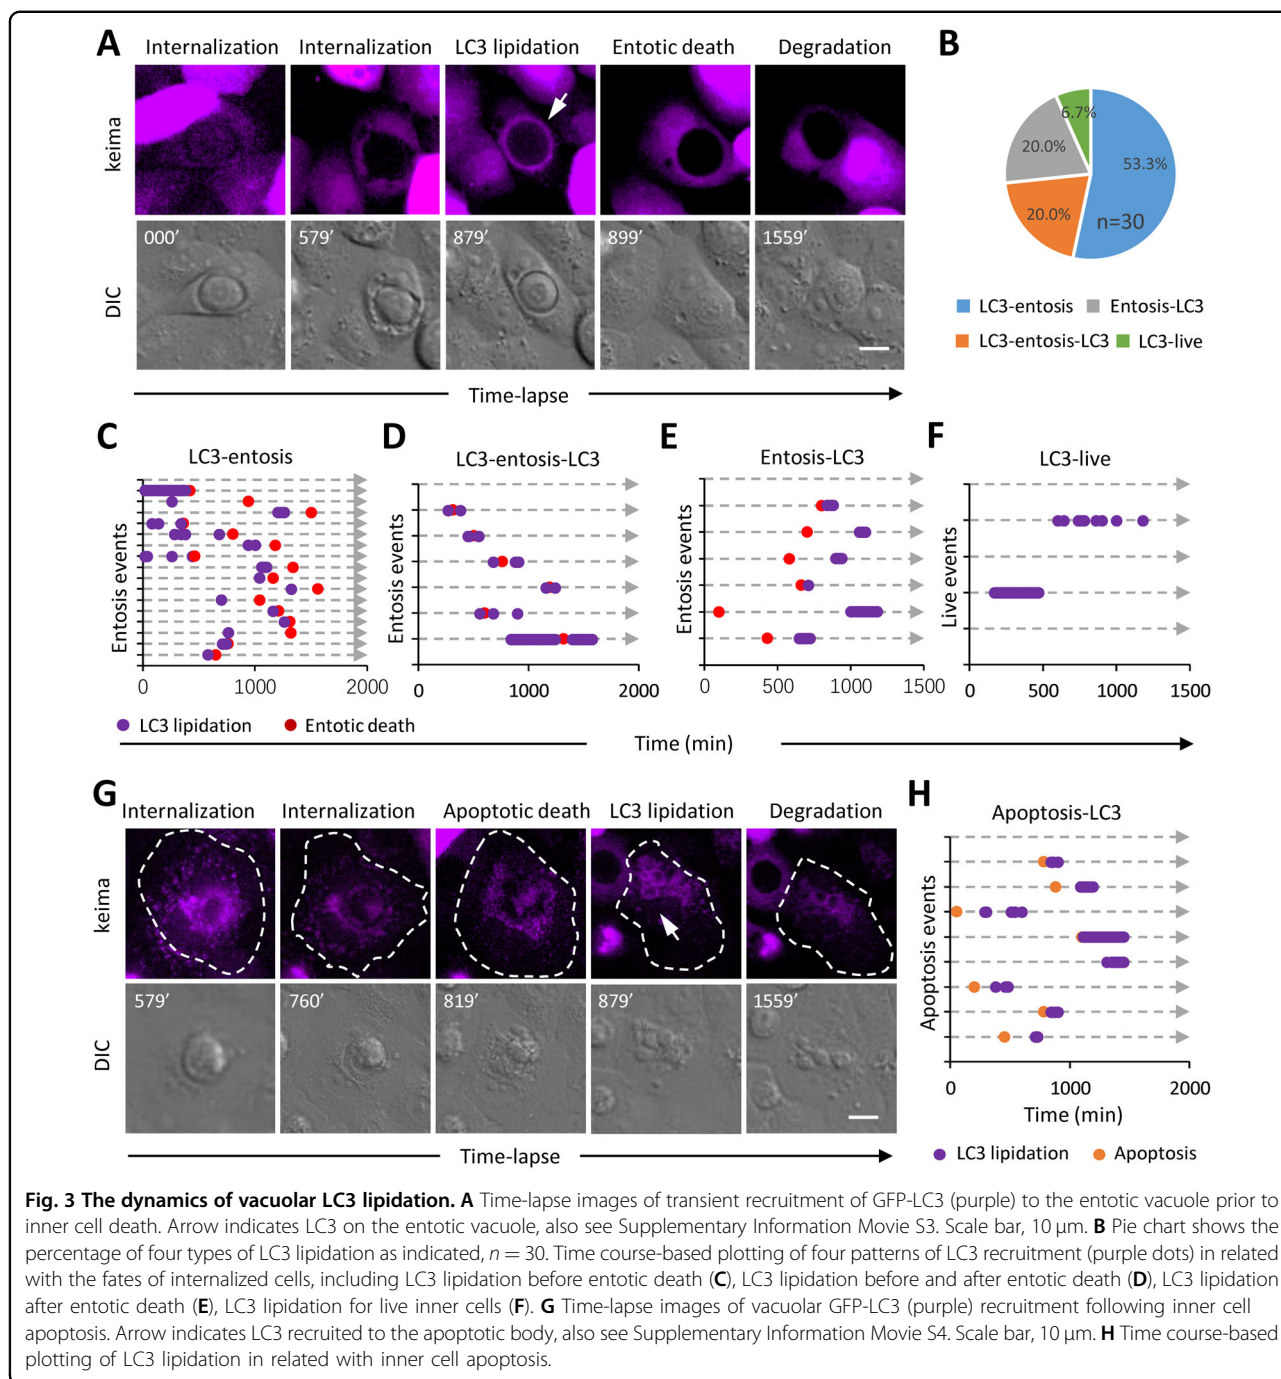 A
Internalization Internalization LC3 lipidation Entotic death Degradation
keima
DIC
000′ 579′ 879′ 899′ 1559′
Time-lapse
B
6.7%
20.0%
53.3%
20.0%
n=30
LC3-entosis Entosis-LC3
LC3-entosis-LC3 LC3-live
C
LC3-entosis
Entosis events
0 1000 2000
D
LC3-entosis-LC3
Entosis events
0 1000 2000
E
Entosis-LC3
Entosis events
0 500 1000 1500
F
LC3-live
Live events
0 500 1000 1500
LC3 lipidation Entotic death
Time (min)
G
Internalization Internalization Apoptotic death LC3 lipidation Degradation
keima
DIC
579′ 760′ 819′ 879′ 1559′
Time-lapse
H
Apoptosis-LC3
Apoptosis events
0 1000 2000
Time (min)
LC3 lipidation Apoptosis
Fig. 3 The dynamics of vacuolar LC3 lipidation. A Time-lapse images of transient recruitment of GFP-LC3 (purple) to the entotic vacuole prior to
inner cell death. Arrow indicates LC3 on the entotic vacuole, also see Supplementary Information Movie S3. Scale bar, 10 μm. B Pie chart shows the
percentage of four types of LC3 lipidation as indicated, n = 30. Time course-based plotting of four patterns of LC3 recruitment (purple dots) in related
with the fates of internalized cells, including LC3 lipidation before entotic death (C), LC3 lipidation before and after entotic death (D), LC3 lipidation
after entotic death (E), LC3 lipidation for live inner cells (F). G Time-lapse images of vacuolar GFP-LC3 (purple) recruitment following inner cell
apoptosis. Arrow indicates LC3 recruited to the apoptotic body, also see Supplementary Information Movie S4. Scale bar, 10 μm. H Time course-based
plotting of LC3 lipidation in related with inner cell apoptosis.